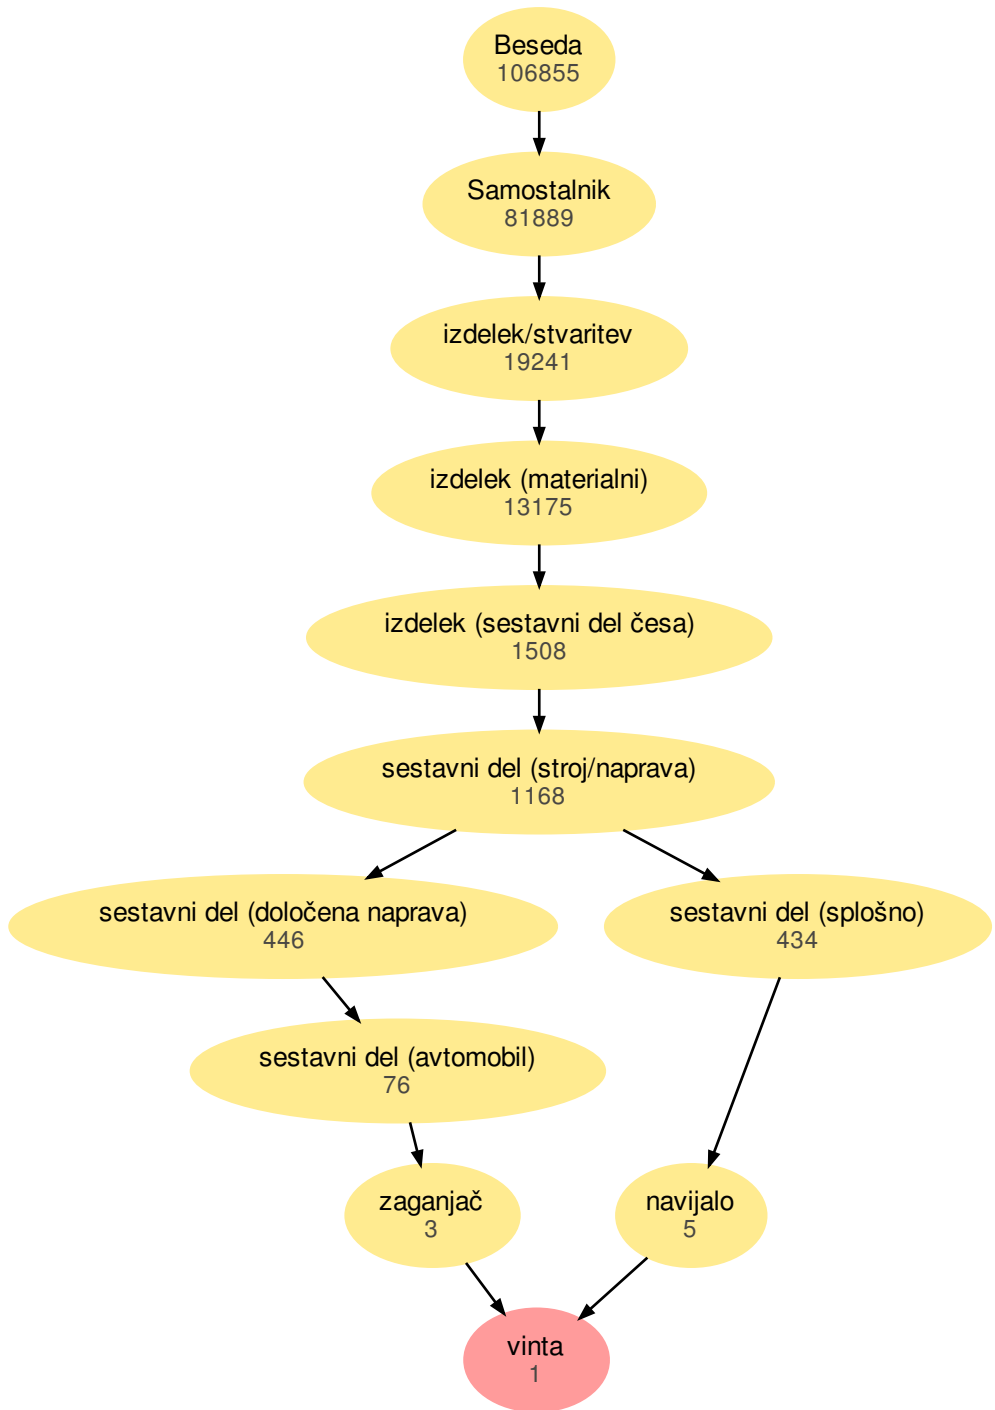 Beseda
106855
Samostalnik
81889
izdelek/stvaritev
19241
izdelek (materialni)
13175
izdelek (sestavni del česa)
1508
sestavni del (stroj/naprava)
1168
sestavni del (določena naprava)
446
sestavni del (splošno)
434
sestavni del (avtomobil)
76
zaganjač
3
navijalo
5
vinta
1